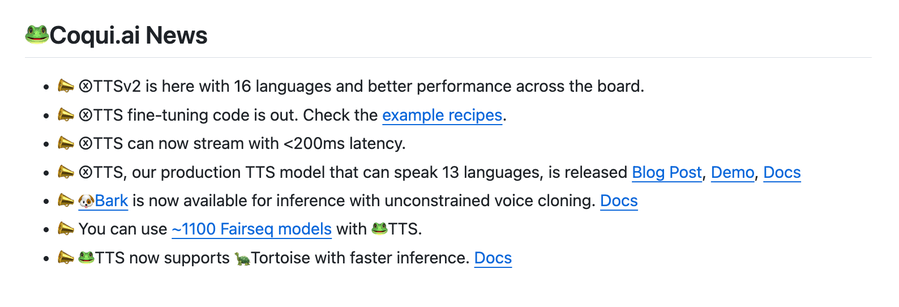 🐸Coqui.ai News
• 📣 ⓍTTSv2 is here with 16 languages and better performance across the board.
• 📣 ⓍTTS fine-tuning code is out. Check the example recipes.
• 📣 ⓍTTS can now stream with <200ms latency.
• 📣 ⓍTTS, our production TTS model that can speak 13 languages, is released Blog Post, Demo, Docs
• 📣 🐶Bark is now available for inference with unconstrained voice cloning. Docs
• 📣 You can use ~1100 Fairseq models with 🐸TTS.
• 📣 🐸TTS now supports 🐢Tortoise with faster inference. Docs